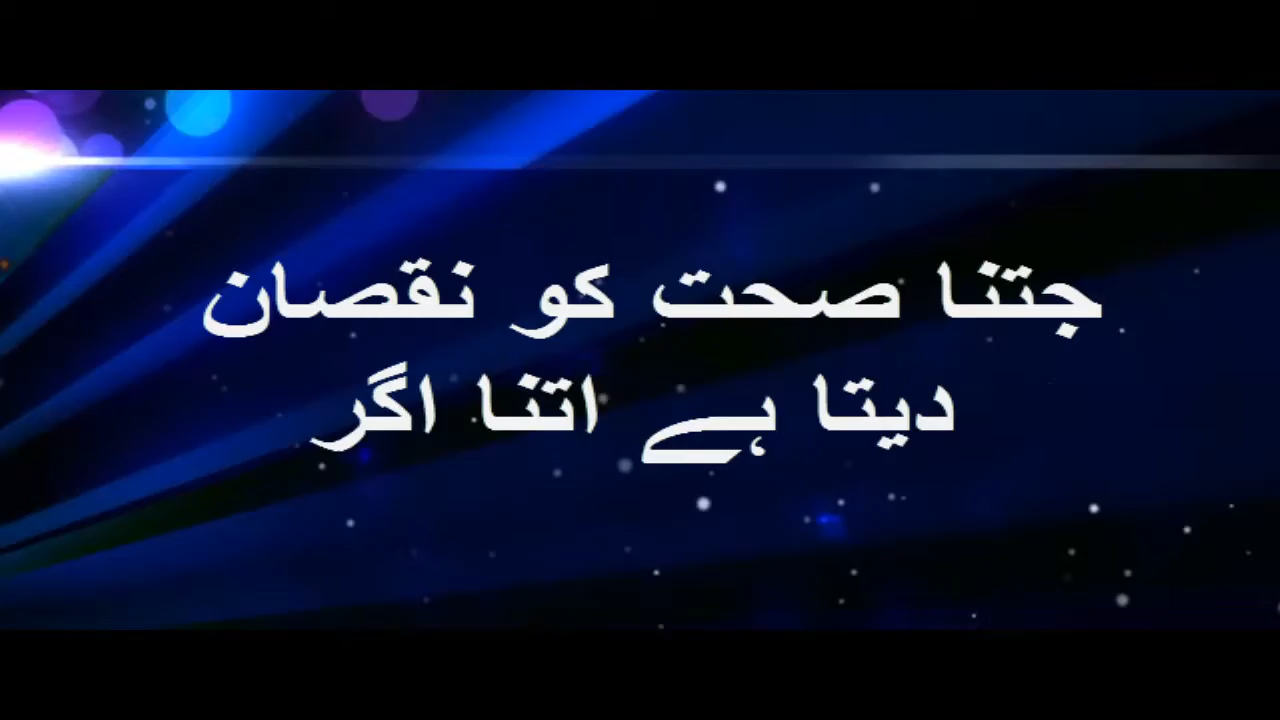 جتنا صحت کو نقصان
دیتا ہے اتنا اگر